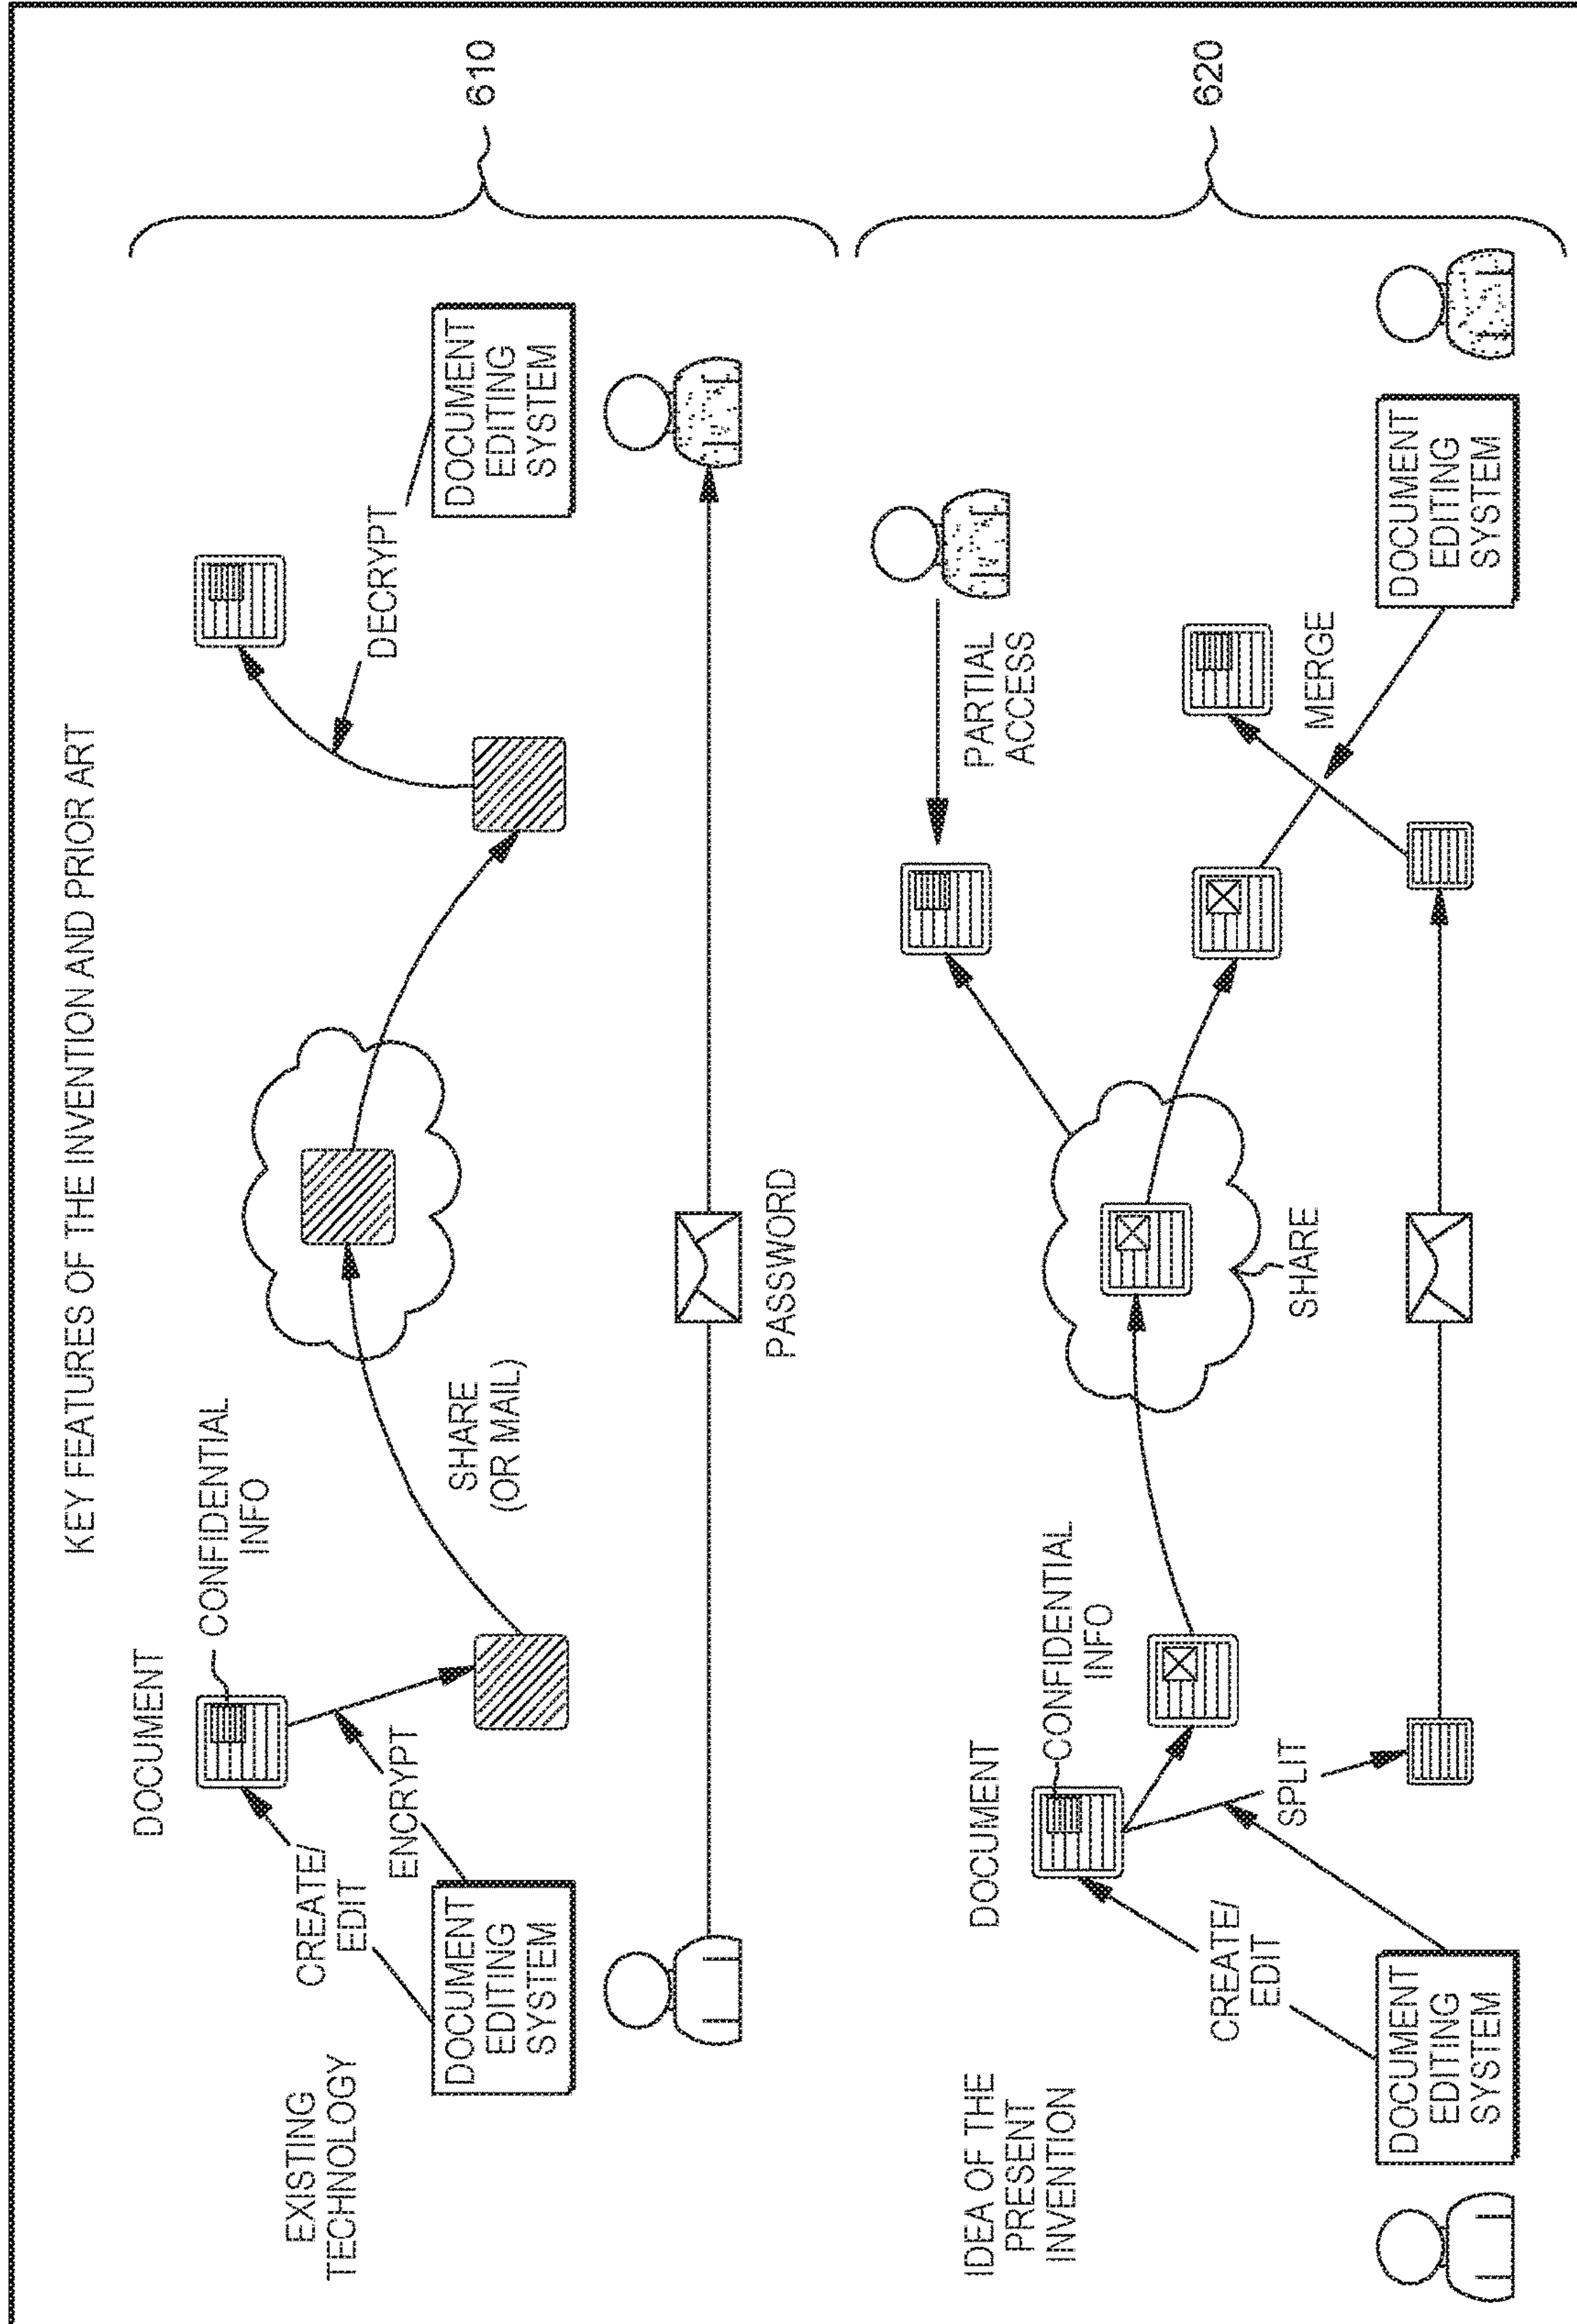 KEY FEATURES OF THE INVENTION AND PRIOR ART
EXISTING
TECHNOLOGY
DOCUMENT
CONFIDENTIAL
INFO
CREATE/
EDIT
ENCRYPT
DOCUMENT
EDITING
SYSTEM
SHARE
(OR MAIL)
PASSWORD
DECRYPT
DOCUMENT
EDITING
SYSTEM
610
IDEA OF THE
PRESENT
INVENTION
DOCUMENT
CONFIDENTIAL
INFO
CREATE/
EDIT
SPLIT
DOCUMENT
EDITING
SYSTEM
SHARE
PARTIAL
ACCESS
MERGE
DOCUMENT
EDITING
SYSTEM
620